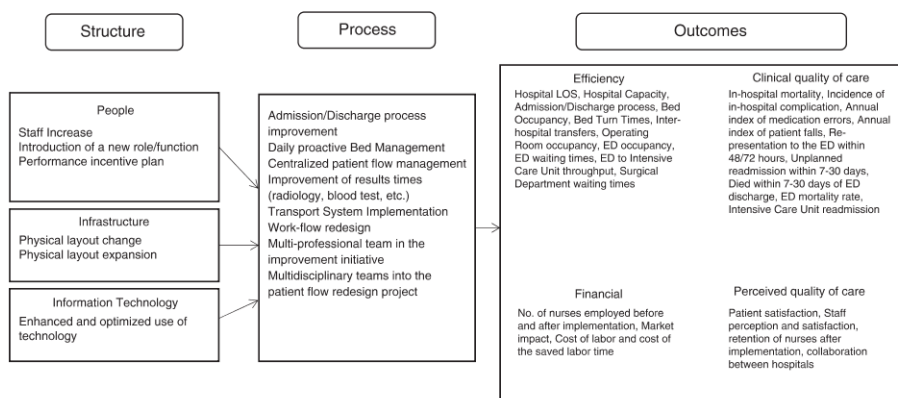 Structure
Process
Outcomes
People
Staff Increase
Introduction of a new role/function
Performance incentive plan
Infrastructure
Physical layout change
Physical layout expansion
Information Technology
Enhanced and optimized use of
technology
Admission/Discharge process
improvement
Daily proactive Bed Management
Centralized patient flow management
Improvement of results times
(radiology, blood test, etc.)
Transport System Implementation
Work-flow redesign
Multi-professional team in the
improvement initiative
Multidisciplinary teams into the
patient flow redesign project
Efficiency
Hospital LOS, Hospital Capacity,
Admission/Discharge process, Bed
Occupancy, Bed Turn Times, Inter-
hospital transfers, Operating
Room occupancy, ED occupancy,
ED waiting times, ED to Intensive
Care Unit throughput, Surgical
Department waiting times
Clinical quality of care
In-hospital mortality, Incidence of
in-hospital complication, Annual
index of medication errors, Annual
index of patient falls, Re-
presentation to the ED within
48/72 hours, Unplanned
readmission within 7-30 days,
Died within 7-30 days of ED
discharge, ED mortality rate,
Intensive Care Unit readmission
Financial
No. of nurses employed before
and after implementation, Market
impact, Cost of labor and cost of
the saved labor time
Perceived quality of care
Patient satisfaction, Staff
perception and satisfaction,
retention of nurses after
implementation, collaboration
between hospitals